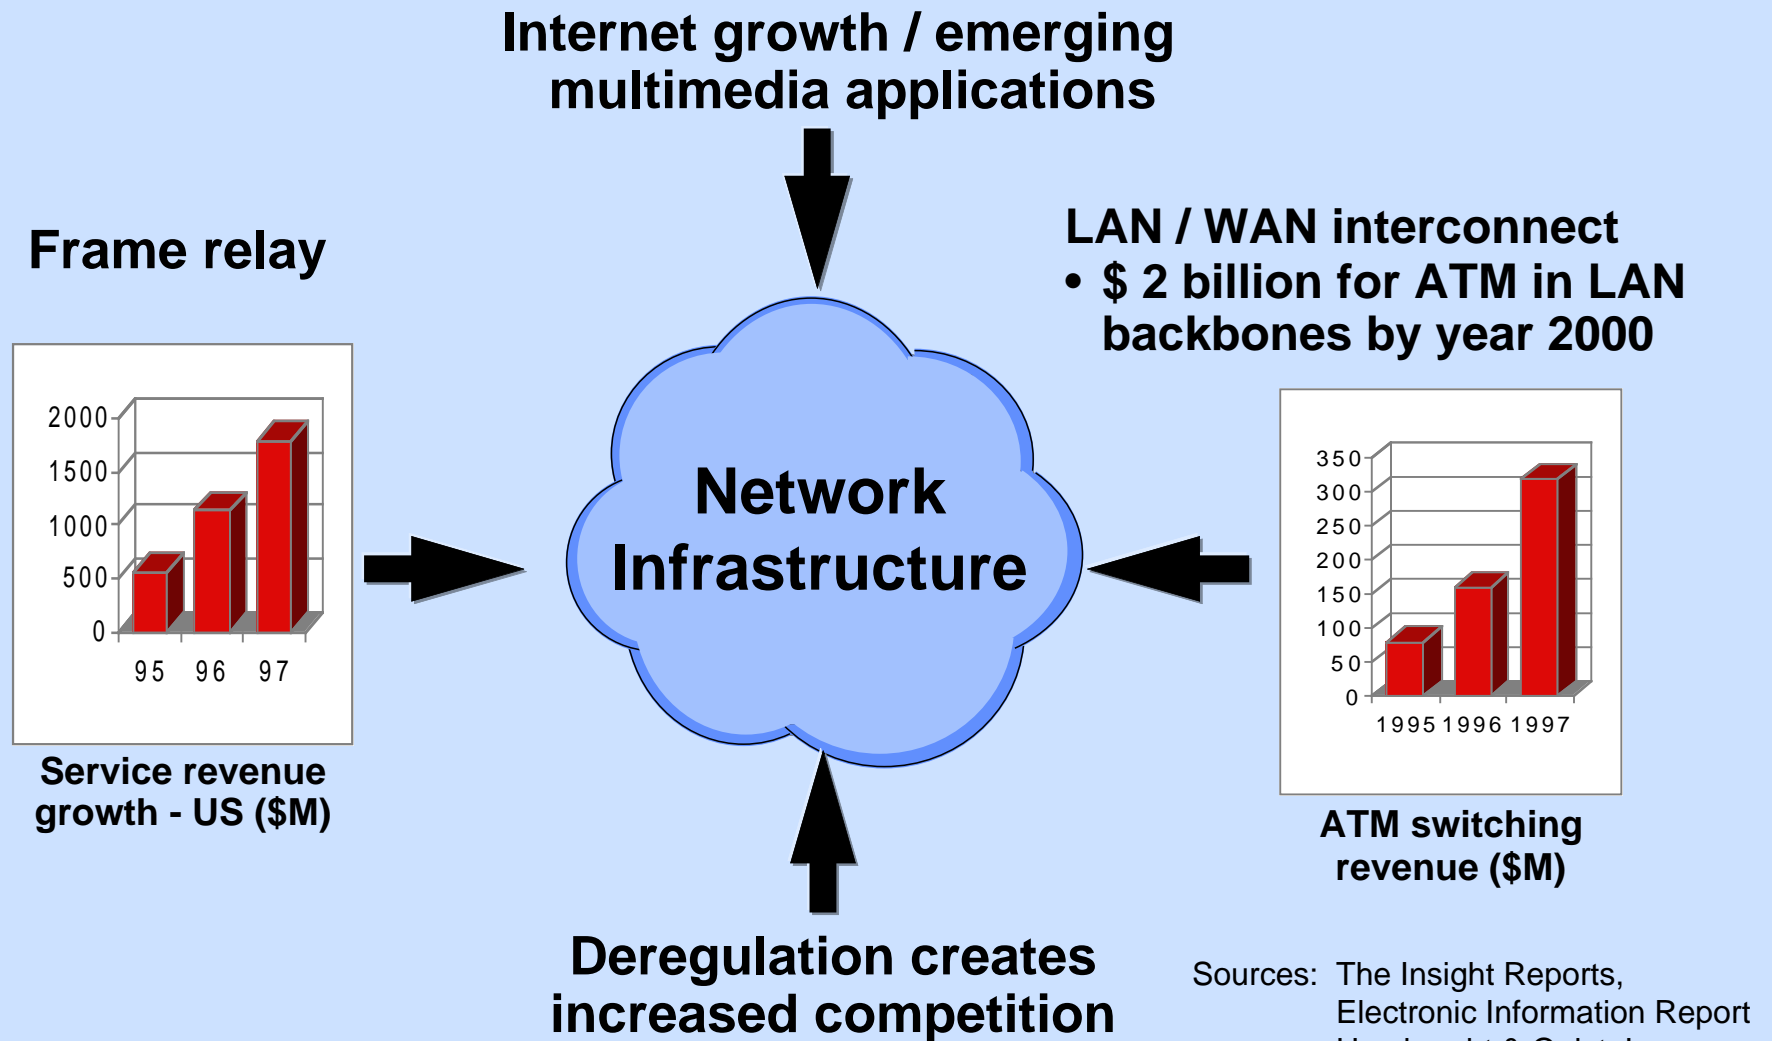 Internet growth / emerging
multimedia applications
Frame relay
2000
1500
1000
500
0
95 96 97
Service revenue
growth - US ($M)
Network
Infrastructure
LAN / WAN interconnect
• $ 2 billion for ATM in LAN
backbones by year 2000
350
300
250
200
150
100
50
0
1995 1996 1997
ATM switching
revenue ($M)
Deregulation creates
increased competition
Sources: The Insight Reports,
Electronic Information Report